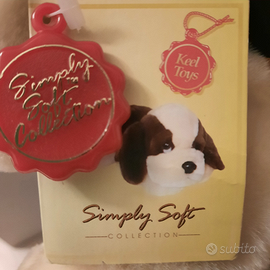 Simply
Soft
Collection
Keel
Toys
Simply Soft
COLLECTION
subito